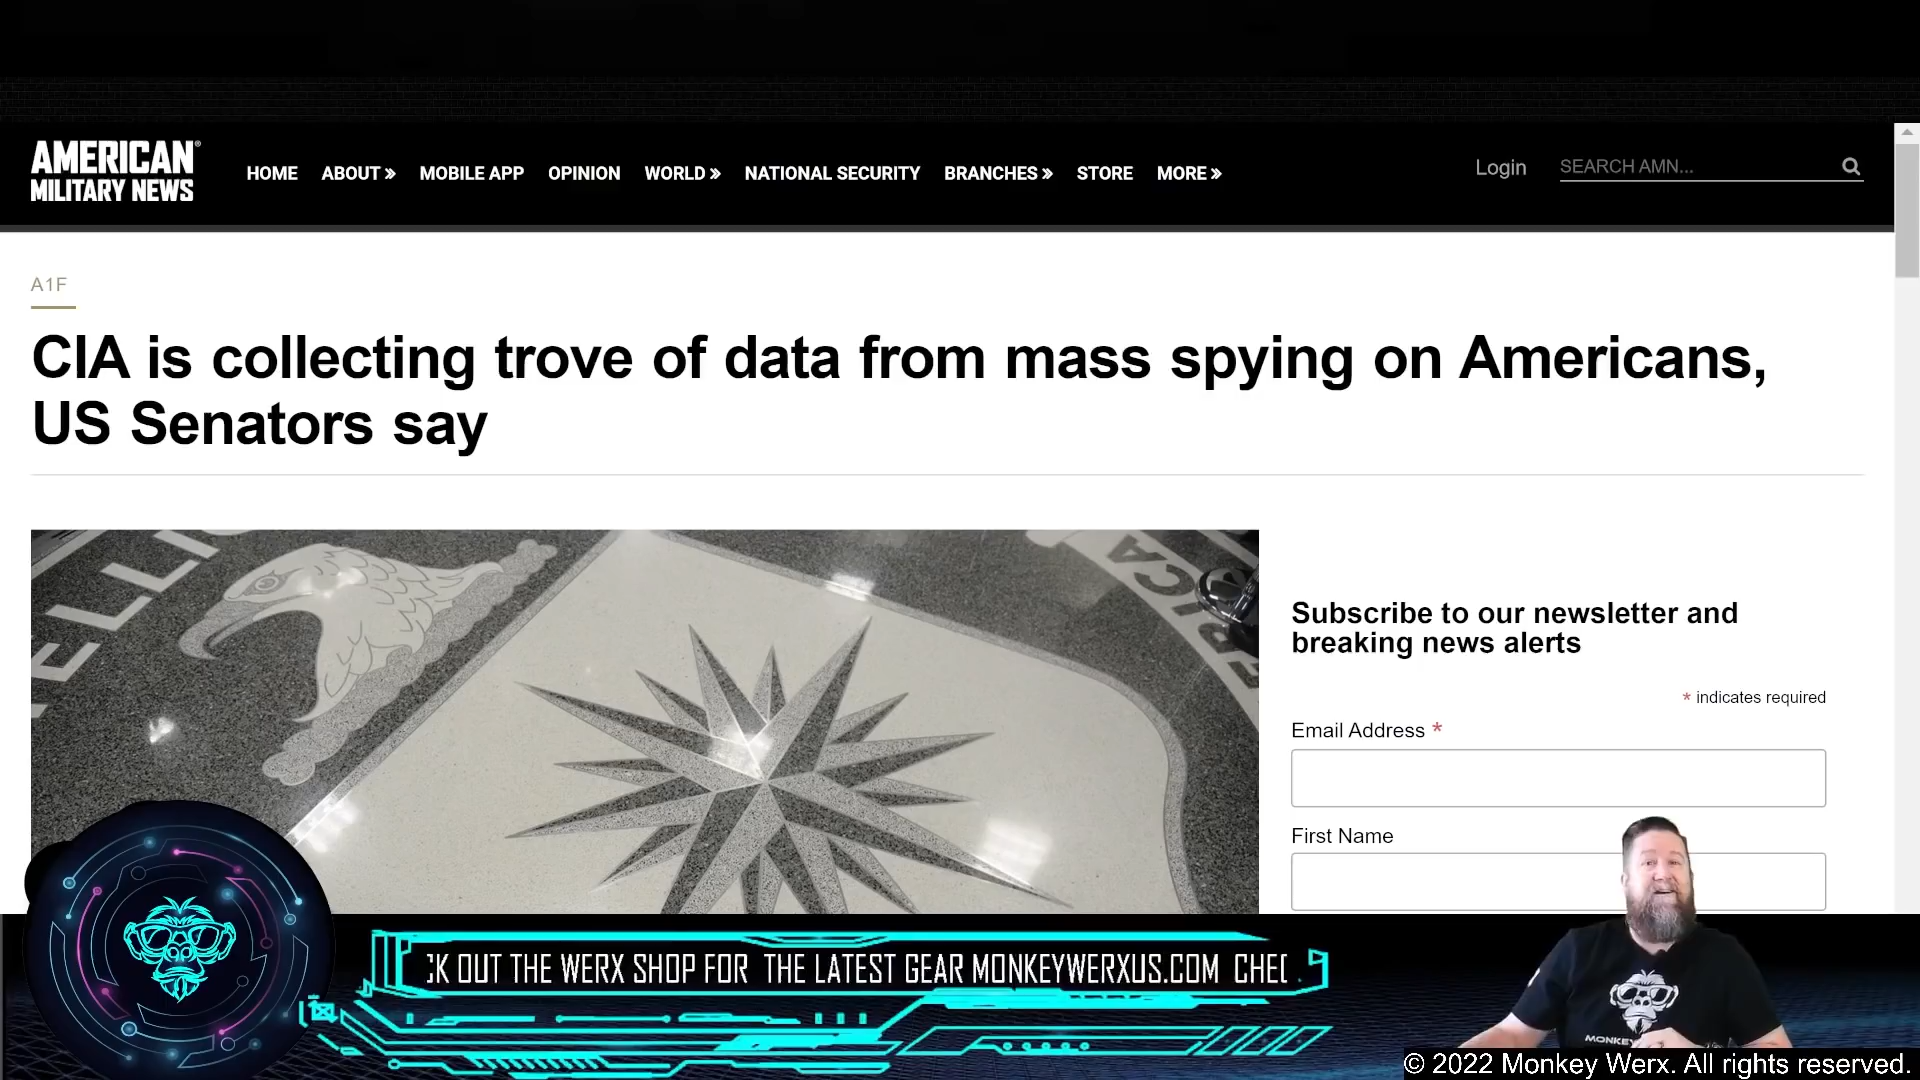 AMERICAN
MILITARY NEWS
HOME ABOUT » MOBILE APP OPINION WORLD » NATIONAL SECURITY BRANCHES » STORE MORE »
Login SEARCH AMN...
A1F
CIA is collecting trove of data from mass spying on Americans,
US Senators say
Subscribe to our newsletter and
breaking news alerts
* indicates required
Email Address *
First Name
CK OUT THE WERX SHOP FOR THE LATEST GEAR MONKEYWERXUS.COM CHEC
© 2022 Monkey Werx. All rights reserved.